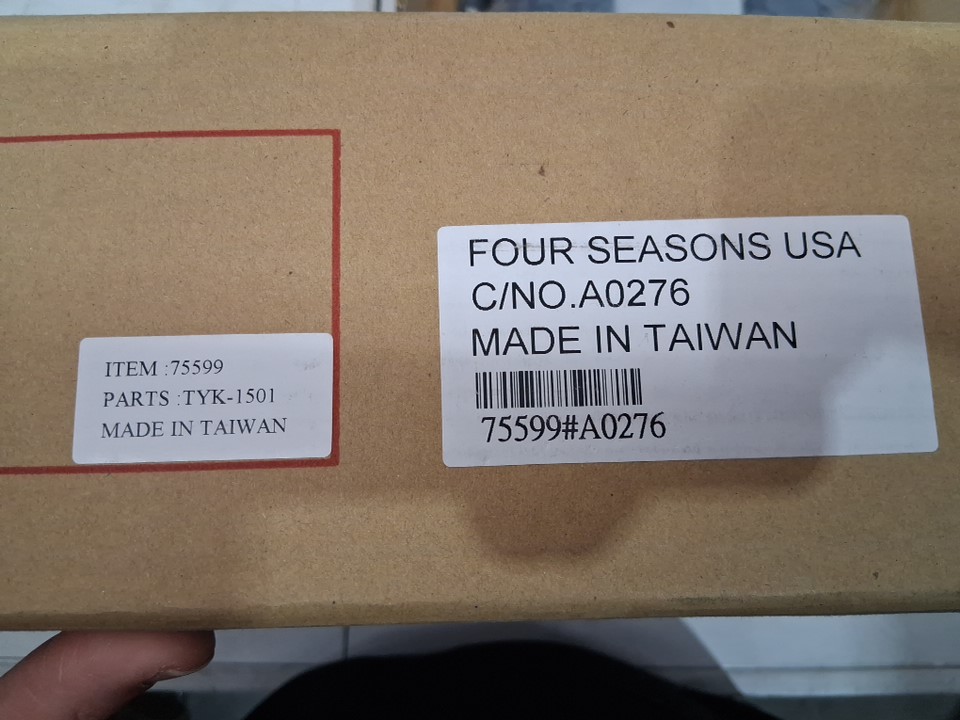 ITEM :75599
PARTS :TYK-1501
MADE IN TAIWAN
FOUR SEASONS USA
C/NO.A0276
MADE IN TAIWAN
75599#A0276